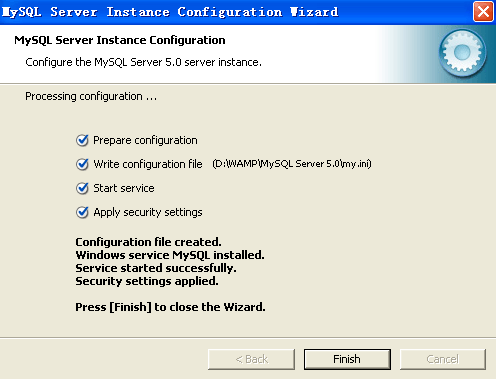 MySQL Server Instance Configuration Wizard
MySQL Server Instance Configuration
Configure the MySQL Server 5.0 server instance.
Processing configuration ...
Prepare configuration
Write configuration file (D:\WAMP\MySQL Server 5.0\my.ini)
Start service
Apply security settings
Configuration file created.
Windows service MySQL installed.
Service started successfully.
Security settings applied.
Press [Finish] to close the Wizard.
< Back Finish Cancel